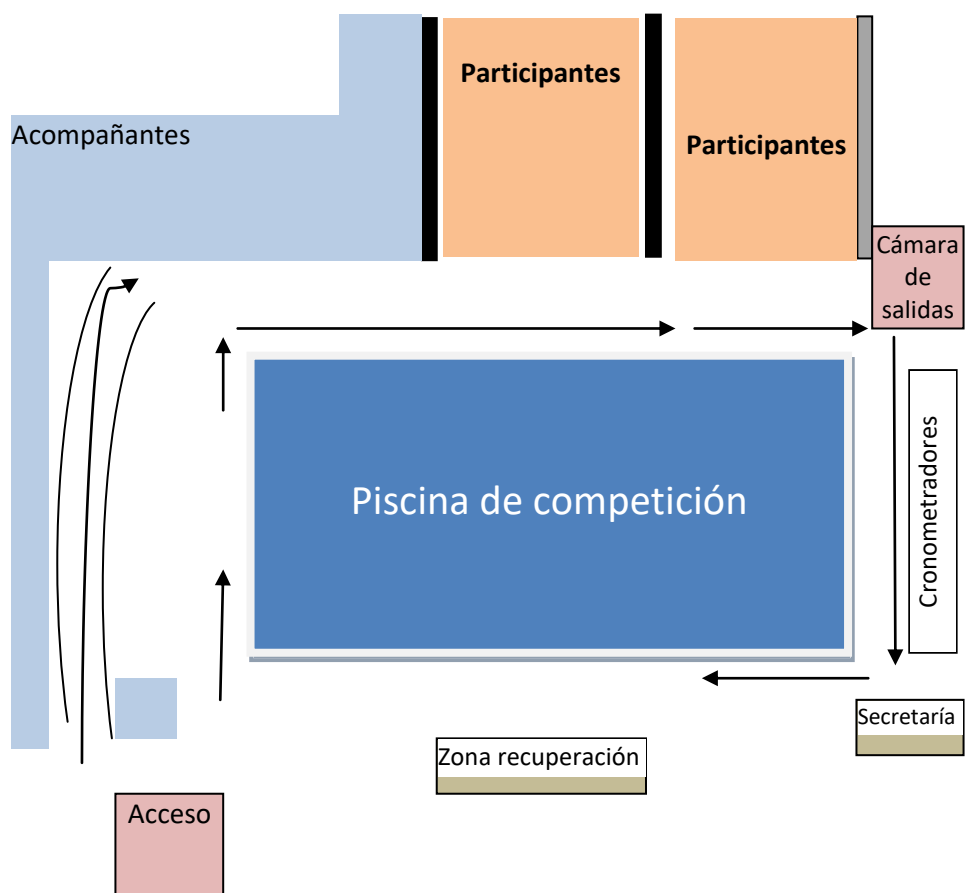 Participantes
Participantes
Acompañantes
Cámara
de
salidas
Piscina de competición
Cronometradores
Secretaría
Zona recuperación
Acceso